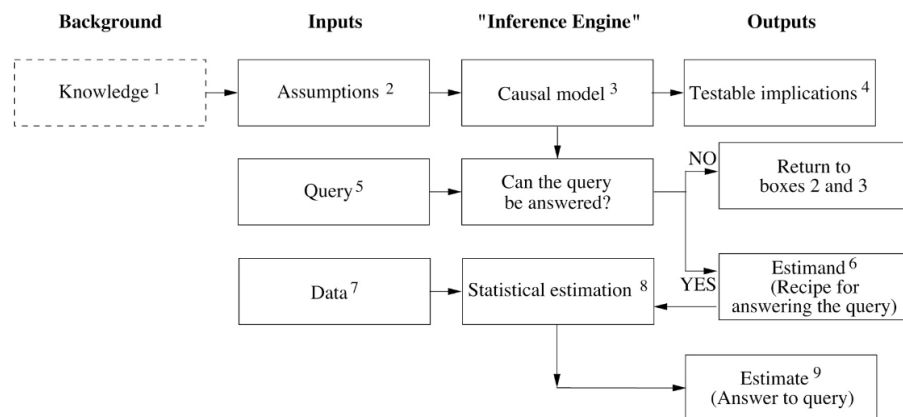 Background
Inputs
"Inference Engine"
Outputs
Knowledge 1
Assumptions 2
Causal model 3
Testable implications 4
Query 5
Can the query
be answered?
NO
Return to
boxes 2 and 3
YES
Estimand 6
(Recipe for
answering the query)
Data 7
Statistical estimation 8
Estimate 9
(Answer to query)